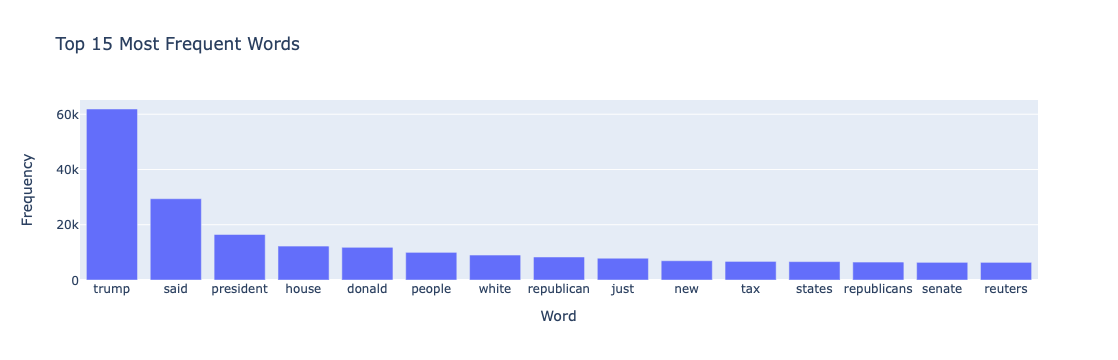 Top 15 Most Frequent Words
Frequency
60k
40k
20k
0
trump said president house donald people white republican just new tax states republicans senate reuters
Word